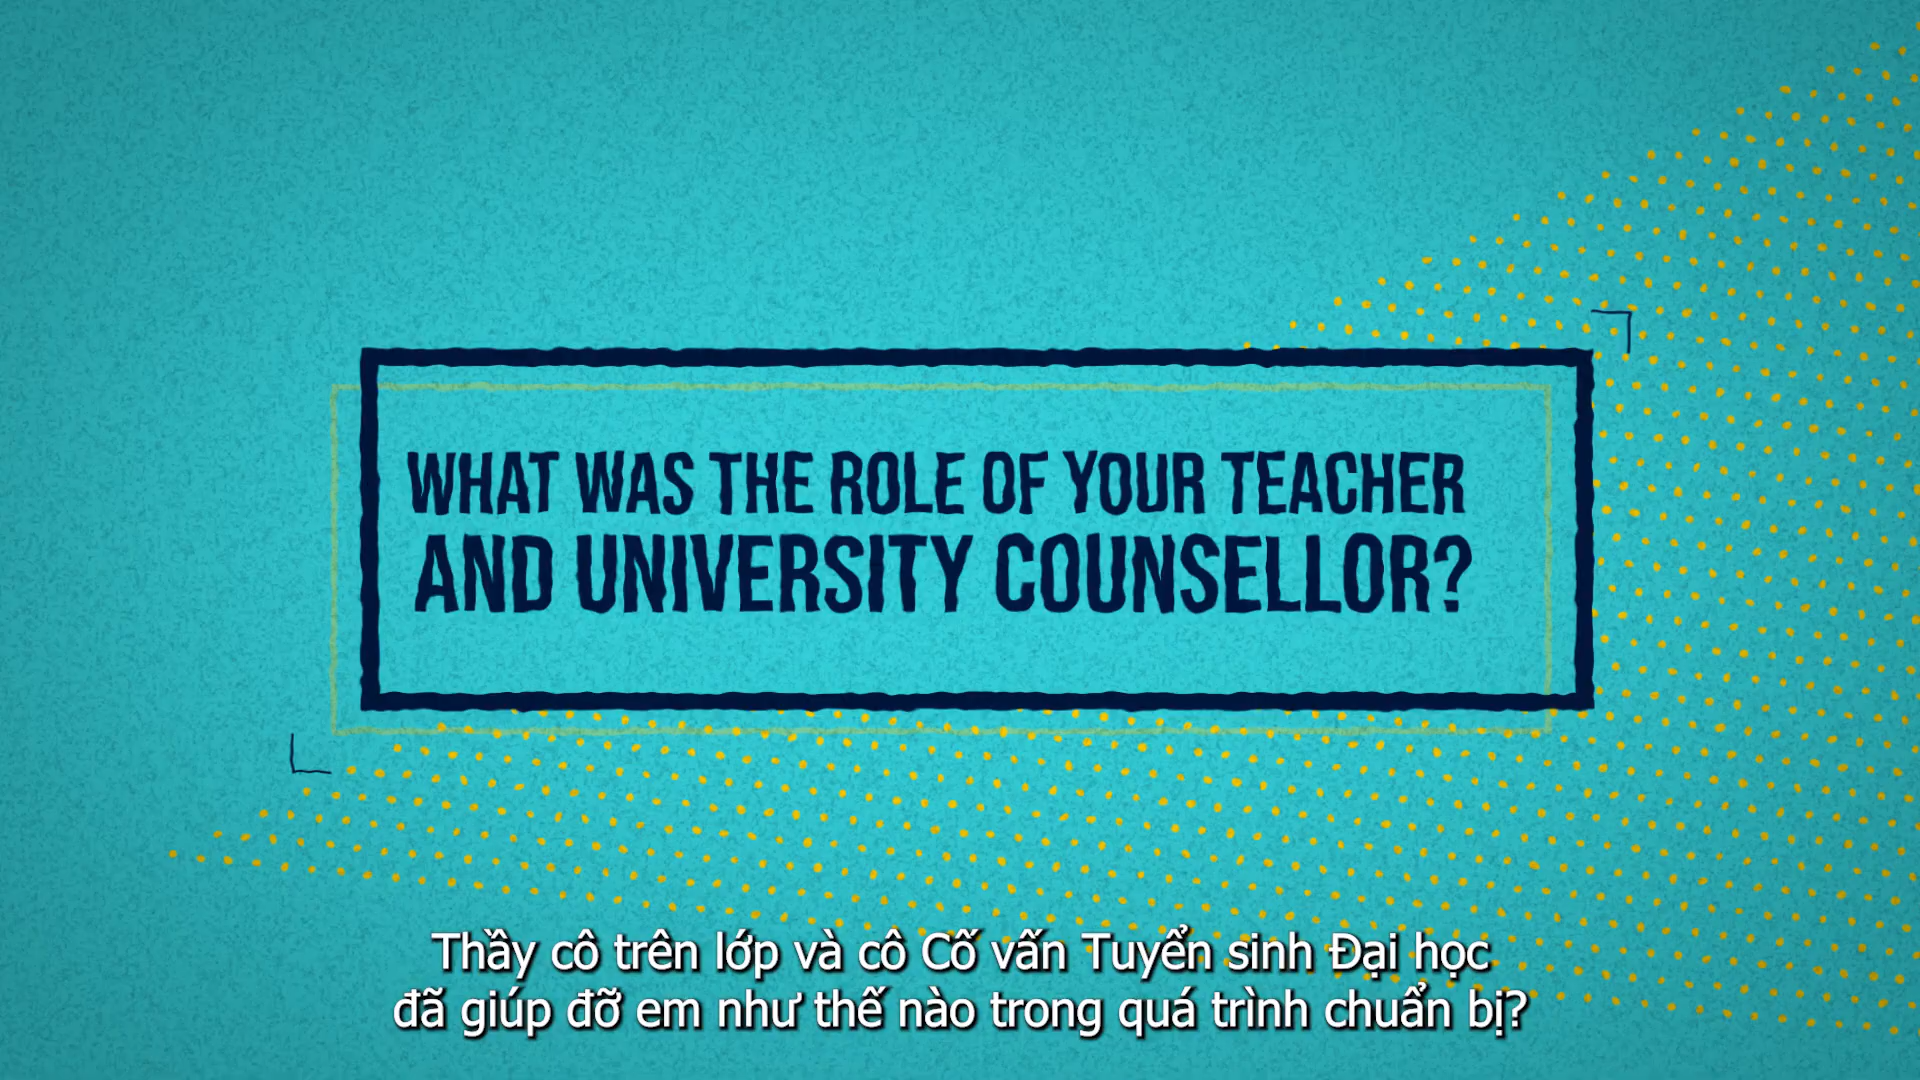 WHAT WAS THE ROLE OF YOUR TEACHER
AND UNIVERSITY COUNSELLOR?
Thầy cô trên lớp và cô Cố vấn Tuyển sinh Đại học
đã giúp đỡ em như thế nào trong quá trình chuẩn bị?